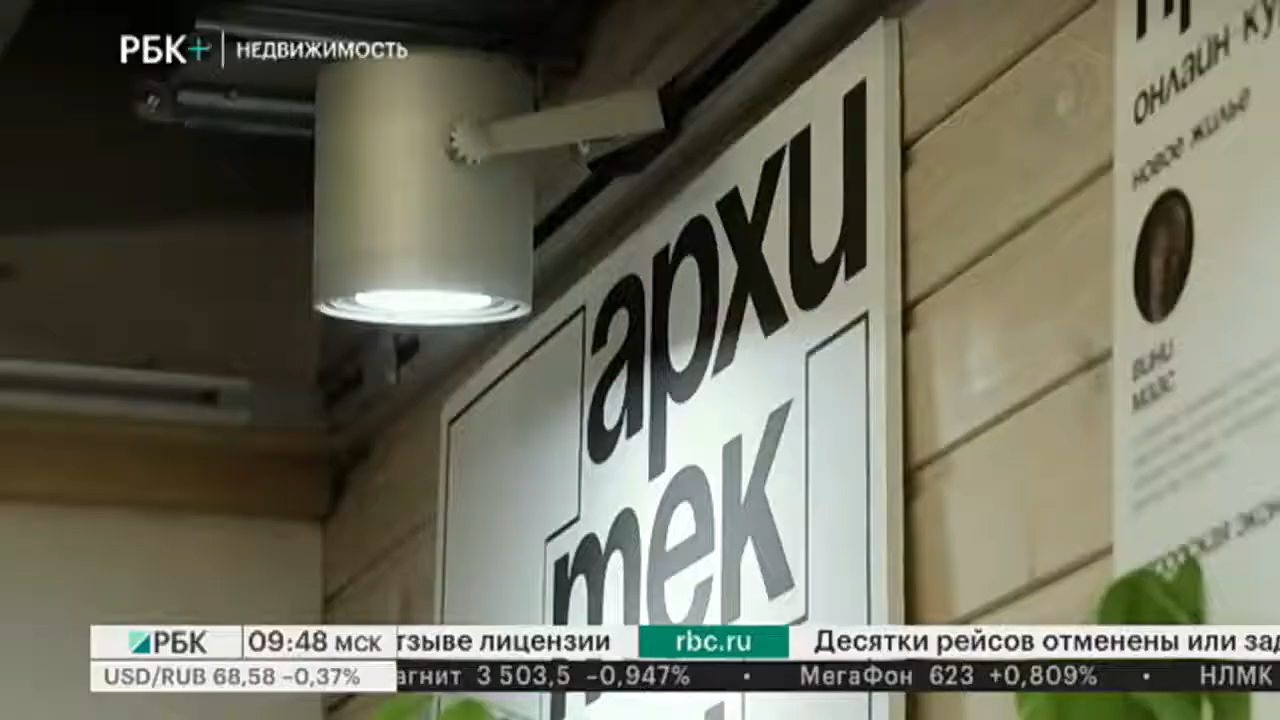 РБК+ НЕДВИЖИМОСТЬ
архи
тек
онлайн-ку
новое жилье
вини
маас
РБК 09:48 МСК тзыве лицензии rbc.ru Десятки рейсов отменены или зад
USD/RUB 68,58 -0,37% агнит 3 503,5 -0,947% • МегаФон 623 +0,809% • НЛМК